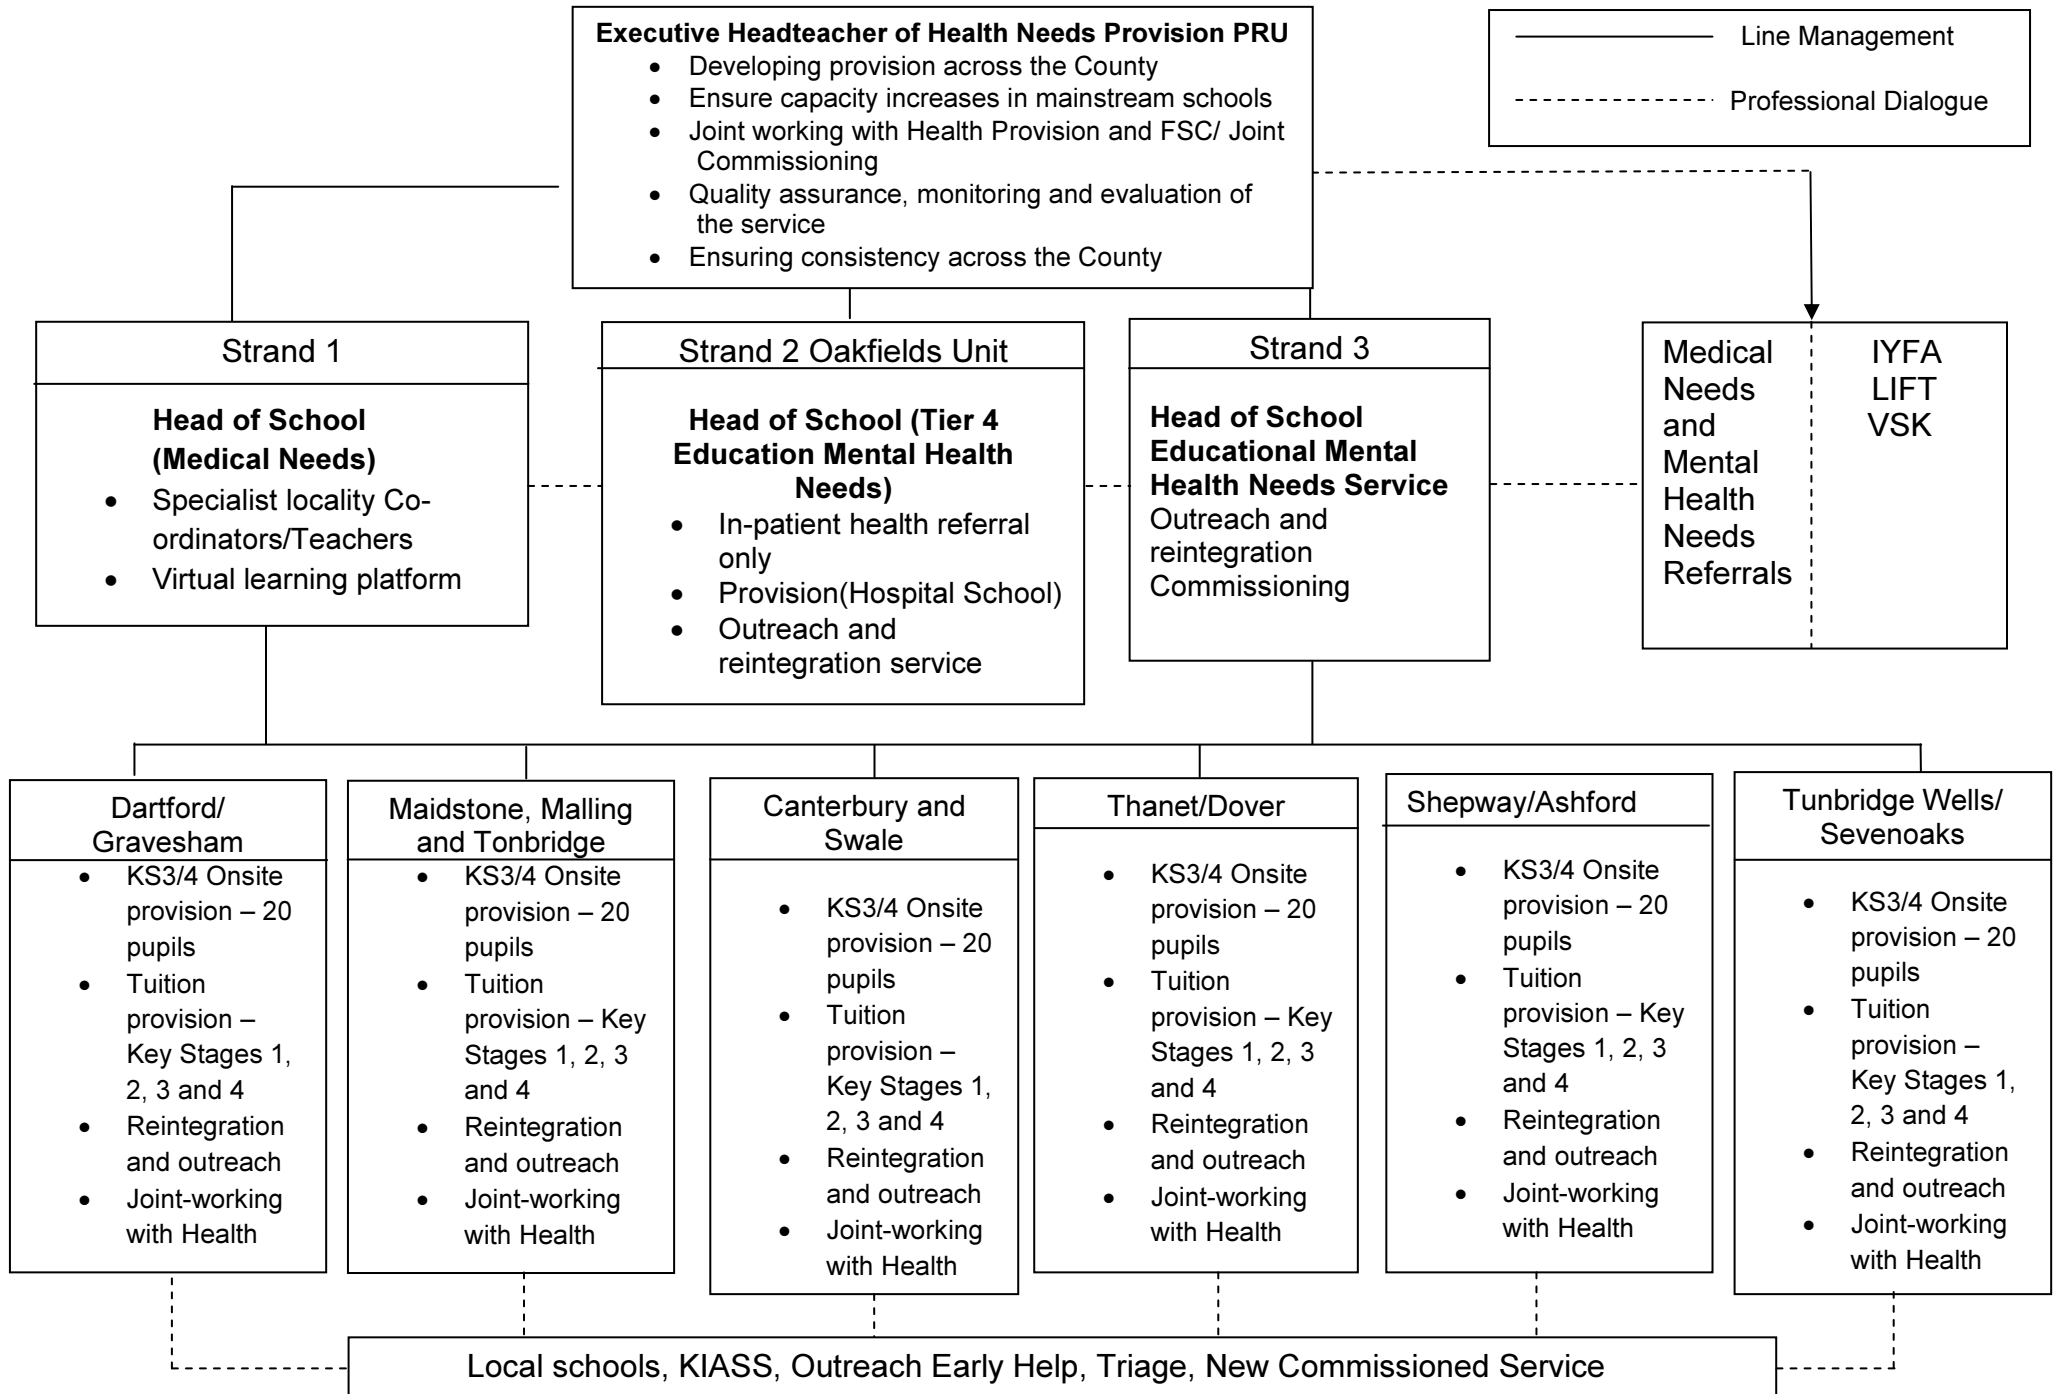 Executive Headteacher of Health Needs Provision PRU
• Developing provision across the County
• Ensure capacity increases in mainstream schools
• Joint working with Health Provision and FSC/ Joint
Commissioning
• Quality assurance, monitoring and evaluation of
the service
• Ensuring consistency across the County
Line Management
Professional Dialogue
Strand 1
Head of School
(Medical Needs)
• Specialist locality Co-
ordinators/Teachers
• Virtual learning platform
Strand 2 Oakfields Unit
Head of School (Tier 4
Education Mental Health
Needs)
• In-patient health referral
only
• Provision(Hospital School)
• Outreach and
reintegration service
Strand 3
Head of School
Educational Mental
Health Needs Service
Outreach and
reintegration
Commissioning
Medical
Needs
and
Mental
Health
Needs
Referrals
IYFA
LIFT
VSK
Dartford/
Gravesham
• KS3/4 Onsite
provision – 20
pupils
• Tuition
provision –
Key Stages 1,
2, 3 and 4
• Reintegration
and outreach
• Joint-working
with Health
Maidstone, Malling
and Tonbridge
• KS3/4 Onsite
provision – 20
pupils
• Tuition
provision – Key
Stages 1, 2, 3
and 4
• Reintegration
and outreach
• Joint-working
with Health
Canterbury and
Swale
• KS3/4 Onsite
provision – 20
pupils
• Tuition
provision –
Key Stages 1,
2, 3 and 4
• Reintegration
and outreach
• Joint-working
with Health
Thanet/Dover
• KS3/4 Onsite
provision – 20
pupils
• Tuition
provision – Key
Stages 1, 2, 3
and 4
• Reintegration
and outreach
• Joint-working
with Health
Shepway/Ashford
• KS3/4 Onsite
provision – 20
pupils
• Tuition
provision – Key
Stages 1, 2, 3
and 4
• Reintegration
and outreach
• Joint-working
with Health
Tunbridge Wells/
Sevenoaks
• KS3/4 Onsite
provision – 20
pupils
• Tuition
provision –
Key Stages 1,
2, 3 and 4
• Reintegration
and outreach
• Joint-working
with Health
Local schools, KIASS, Outreach Early Help, Triage, New Commissioned Service